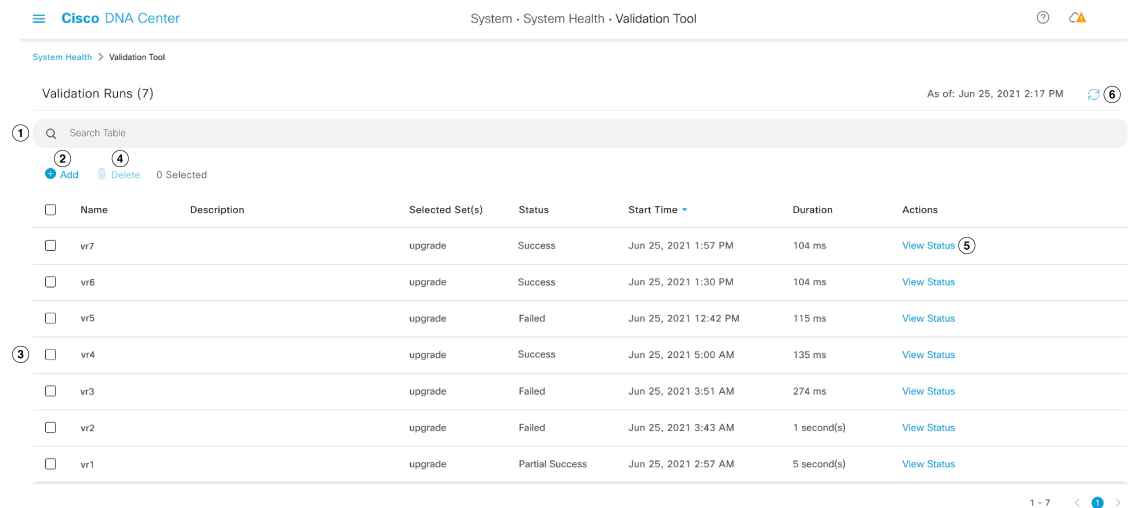 Cisco DNA Center System · System Health · Validation Tool
System Health > Validation Tool
Validation Runs (7) As of: Jun 25, 2021 2:17 PM 6
1 Search Table
2 4
Add Delete 0 Selected
Name Description Selected Set(s) Status Start Time Duration Actions
vr7 upgrade Success Jun 25, 2021 1:57 PM 104 ms View Status 5
vr6 upgrade Success Jun 25, 2021 1:30 PM 104 ms View Status
vr5 upgrade Failed Jun 25, 2021 12:42 PM 115 ms View Status
3 vr4 upgrade Success Jun 25, 2021 5:00 AM 135 ms View Status
vr3 upgrade Failed Jun 25, 2021 3:51 AM 274 ms View Status
vr2 upgrade Failed Jun 25, 2021 3:43 AM 1 second(s) View Status
vr1 upgrade Partial Success Jun 25, 2021 2:57 AM 5 second(s) View Status
1 - 7 < 1 >